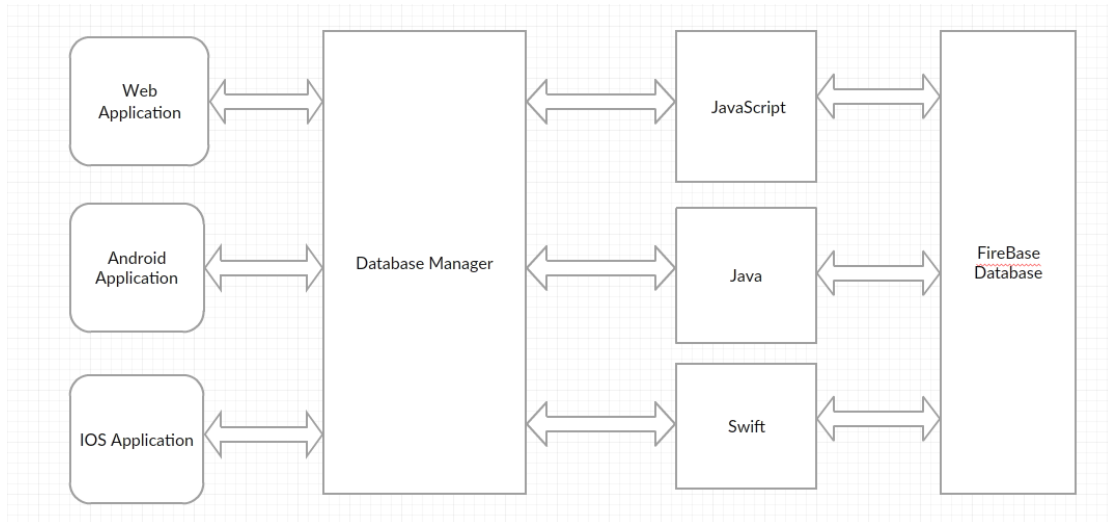 Web
Application
JavaScript
Android
Application
Database Manager
Java
FireBase
Database
IOS Application
Swift